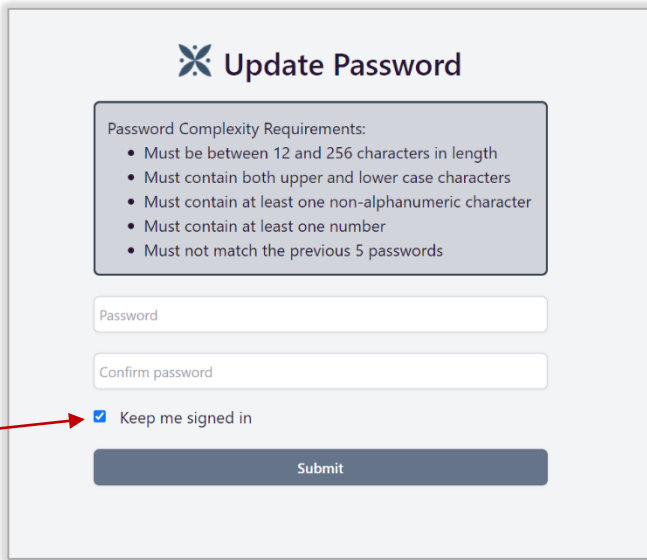 Update Password
Password Complexity Requirements:
Must be between 12 and 256 characters in length
Must contain both upper and lower case characters
Must contain at least one non-alphanumeric character
Must contain at least one number
Must not match the previous 5 passwords
Password
Confirm password
Keep me signed in
Submit